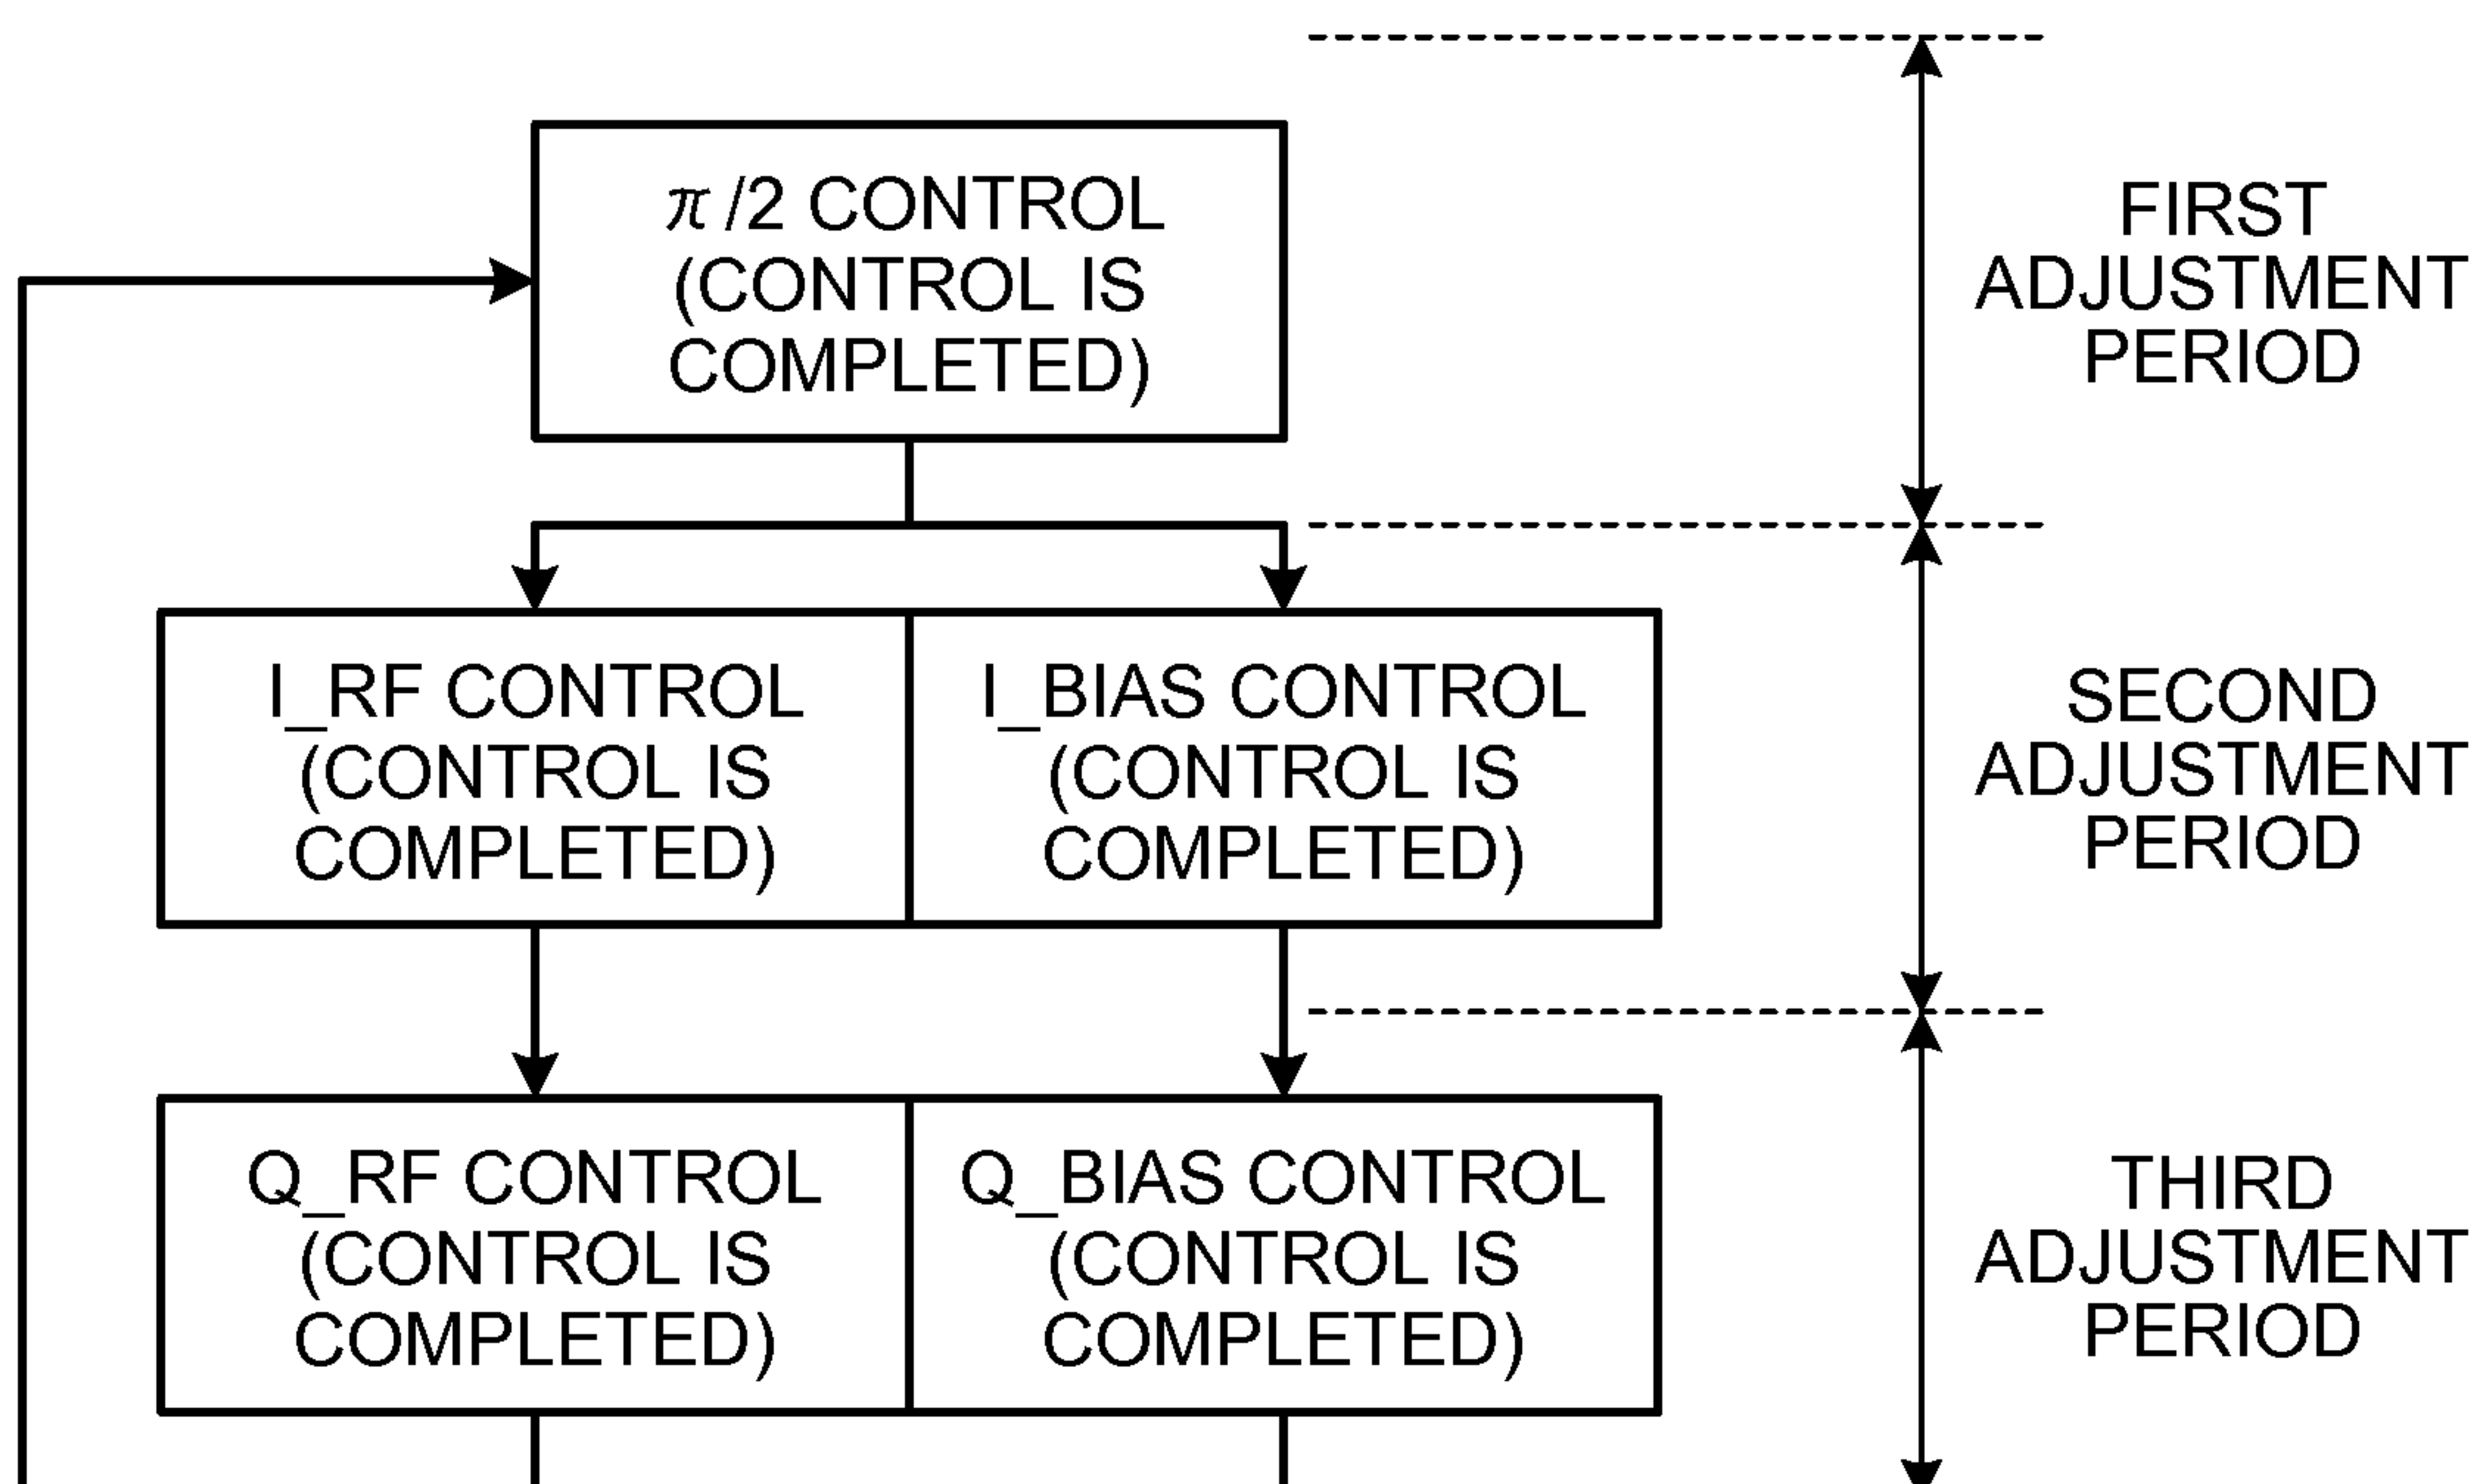 π/2 CONTROL
(CONTROL IS
COMPLETED)
FIRST
ADJUSTMENT
PERIOD
I_RF CONTROL
(CONTROL IS
COMPLETED)
I_BIAS CONTROL
(CONTROL IS
COMPLETED)
SECOND
ADJUSTMENT
PERIOD
Q_RF CONTROL
(CONTROL IS
COMPLETED)
Q_BIAS CONTROL
(CONTROL IS
COMPLETED)
THIRD
ADJUSTMENT
PERIOD